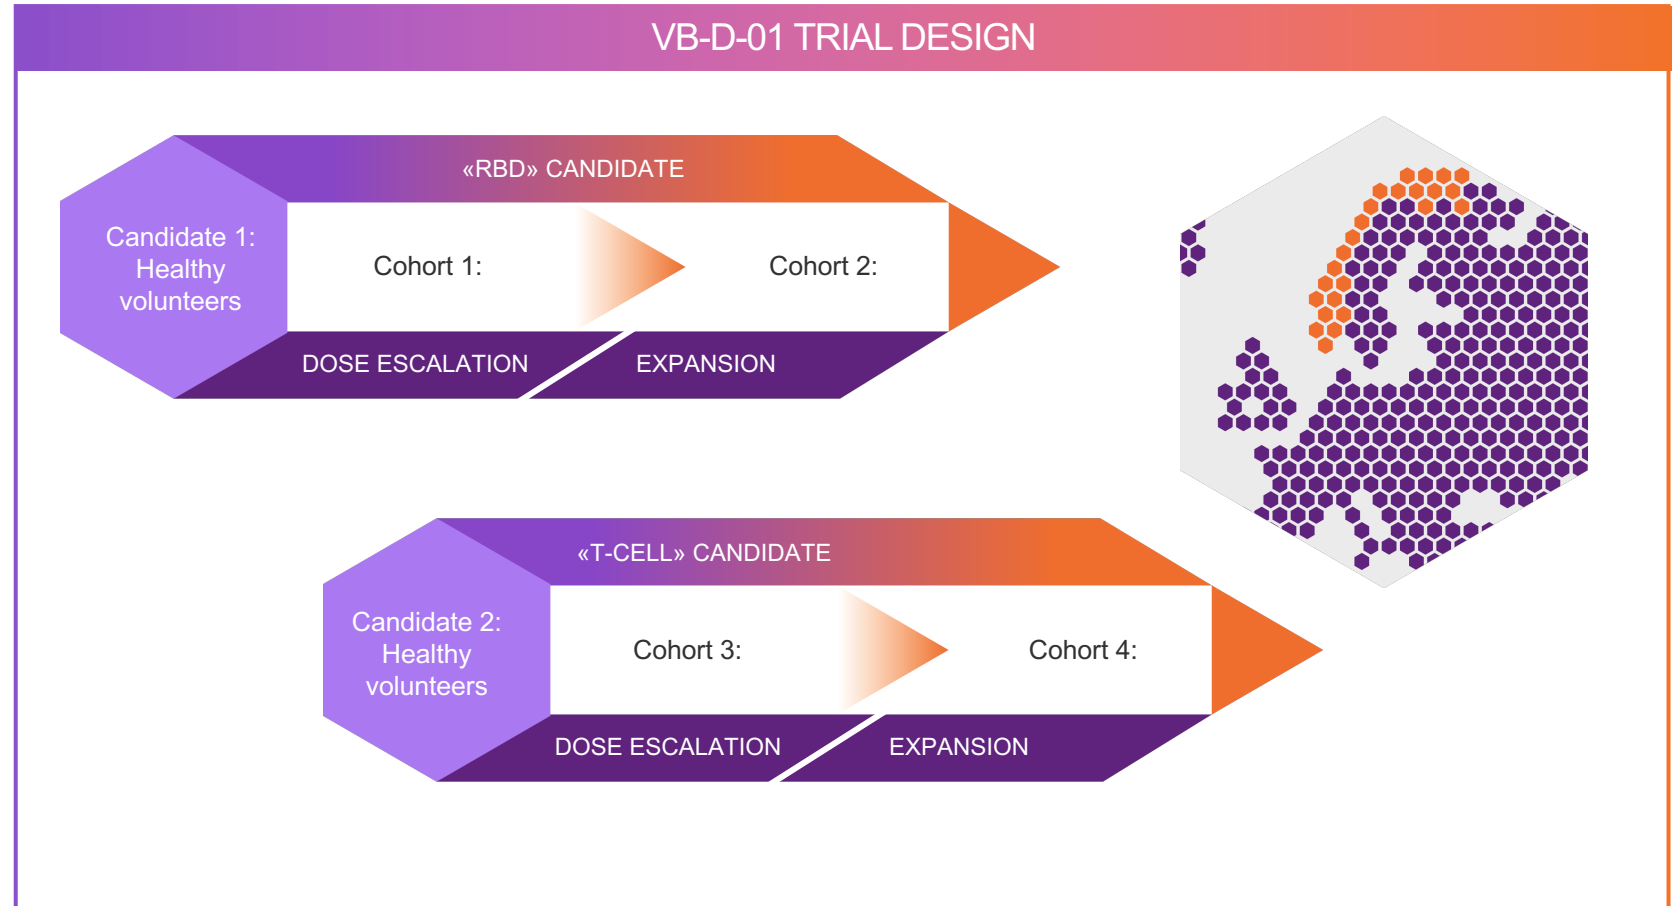 VB-D-01 TRIAL DESIGN
«RBD» CANDIDATE
Candidate 1:
Healthy
volunteers
Cohort 1:
Cohort 2:
DOSE ESCALATION
EXPANSION
«T-CELL» CANDIDATE
Candidate 2:
Healthy
volunteers
Cohort 3:
Cohort 4:
DOSE ESCALATION
EXPANSION